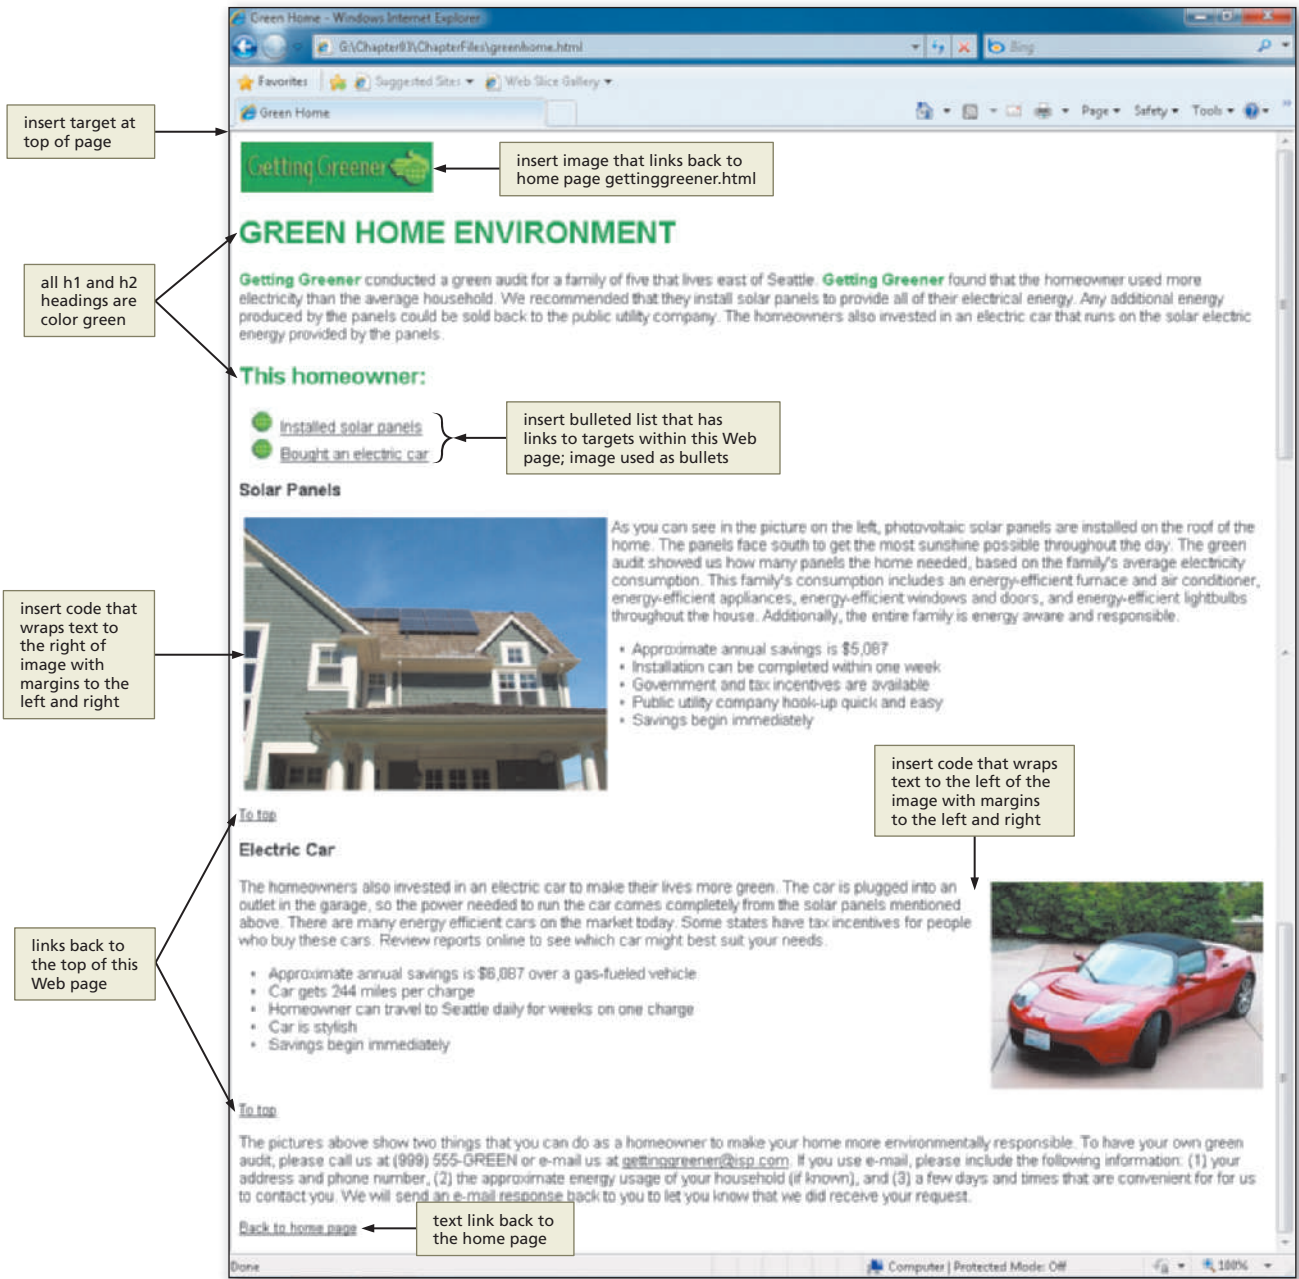 Green Home - Windows Internet Explorer
G:\Chapter03\ChapterFiles\greenhome.html
Bing
Favorites
Suggested Sites
Web Slice Gallery
Green Home
Page
Safety
Tools
insert target at
top of page
Getting Greener
insert image that links back to
home page gettinggreener.html
GREEN HOME ENVIRONMENT
all h1 and h2
headings are
color green
Getting Greener conducted a green audit for a family of five that lives east of Seattle. Getting Greener found that the homeowner used more
electricity than the average household. We recommended that they install solar panels to provide all of their electrical energy. Any additional energy
produced by the panels could be sold back to the public utility company. The homeowners also invested in an electric car that runs on the solar electric
energy provided by the panels.
This homeowner:
Installed solar panels
Bought an electric car
insert bulleted list that has
links to targets within this Web
page; image used as bullets
Solar Panels
As you can see in the picture on the left, photovoltaic solar panels are installed on the roof of the
home. The panels face south to get the most sunshine possible throughout the day. The green
audit showed us how many panels the home needed, based on the family's average electricity
consumption. This family's consumption includes an energy-efficient furnace and air conditioner,
energy-efficient appliances, energy-efficient windows and doors, and energy-efficient lightbulbs
throughout the house. Additionally, the entire family is energy aware and responsible.
insert code that
wraps text to
the right of
image with
margins to the
left and right
• Approximate annual savings is $5,087
• Installation can be completed within one week
• Government and tax incentives are available
• Public utility company hook-up quick and easy
• Savings begin immediately
insert code that wraps
text to the left of the
image with margins
to the left and right
To top
Electric Car
The homeowners also invested in an electric car to make their lives more green. The car is plugged into an
outlet in the garage, so the power needed to run the car comes completely from the solar panels mentioned
above. There are many energy efficient cars on the market today. Some states have tax incentives for people
who buy these cars. Review reports online to see which car might best suit your needs.
links back to
the top of this
Web page
• Approximate annual savings is $6,087 over a gas-fueled vehicle
• Car gets 244 miles per charge
• Homeowner can travel to Seattle daily for weeks on one charge
• Car is stylish
• Savings begin immediately
To top
The pictures above show two things that you can do as a homeowner to make your home more environmentally responsible. To have your own green
audit, please call us at (999) 555-GREEN or e-mail us at gettinggreener@isp.com. If you use e-mail, please include the following information: (1) your
address and phone number, (2) the approximate energy usage of your household (if known), and (3) a few days and times that are convenient for for us
to contact you. We will send an e-mail response back to you to let you know that we did receive your request.
Back to home page
text link back to
the home page
Done
Computer | Protected Mode: Off
100%